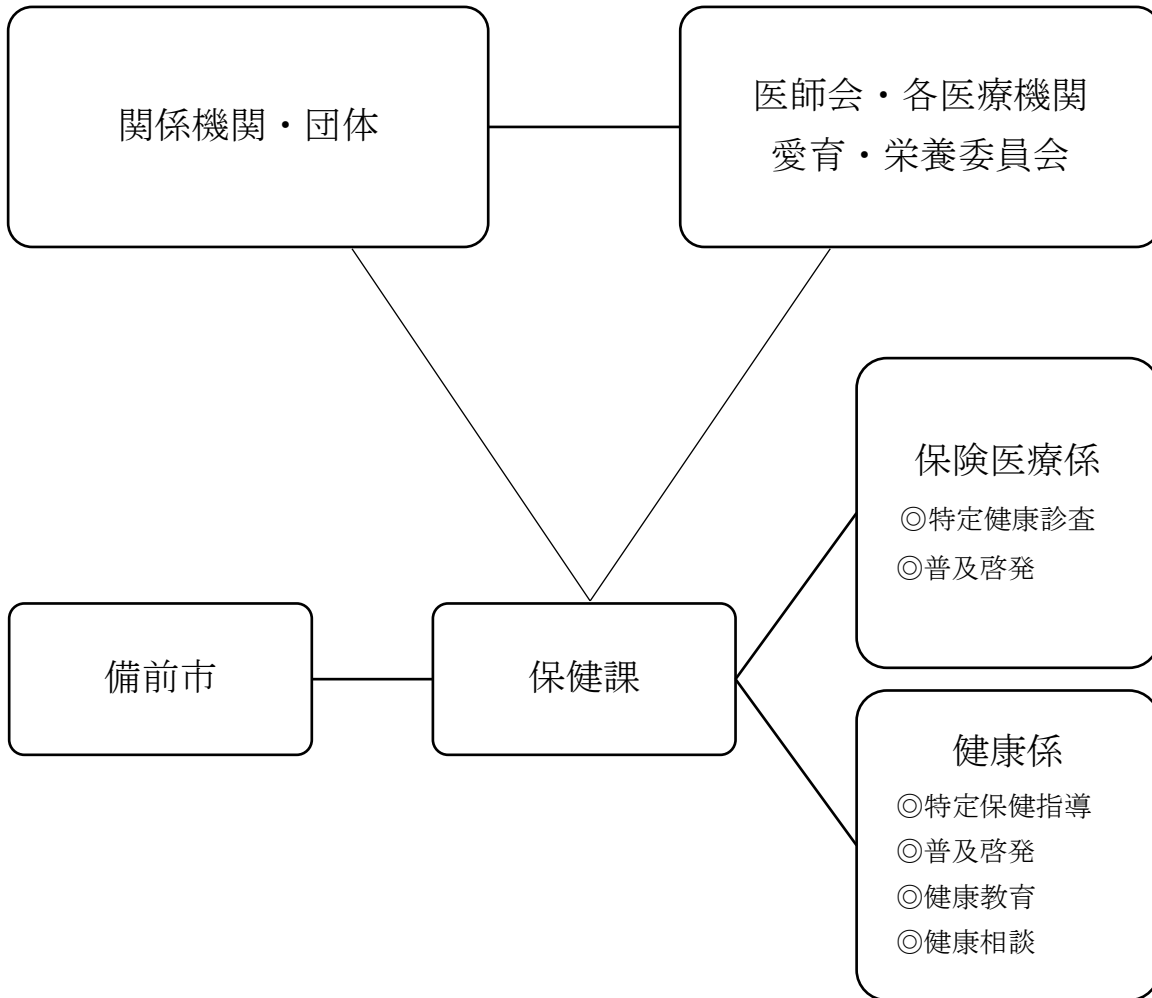 関係機関・団体
医師会・各医療機関
愛育・栄養委員会
保険医療係
◎特定健康診査
◎普及啓発
備前市
保健課
健康係
◎特定保健指導
◎普及啓発
◎健康教育
◎健康相談